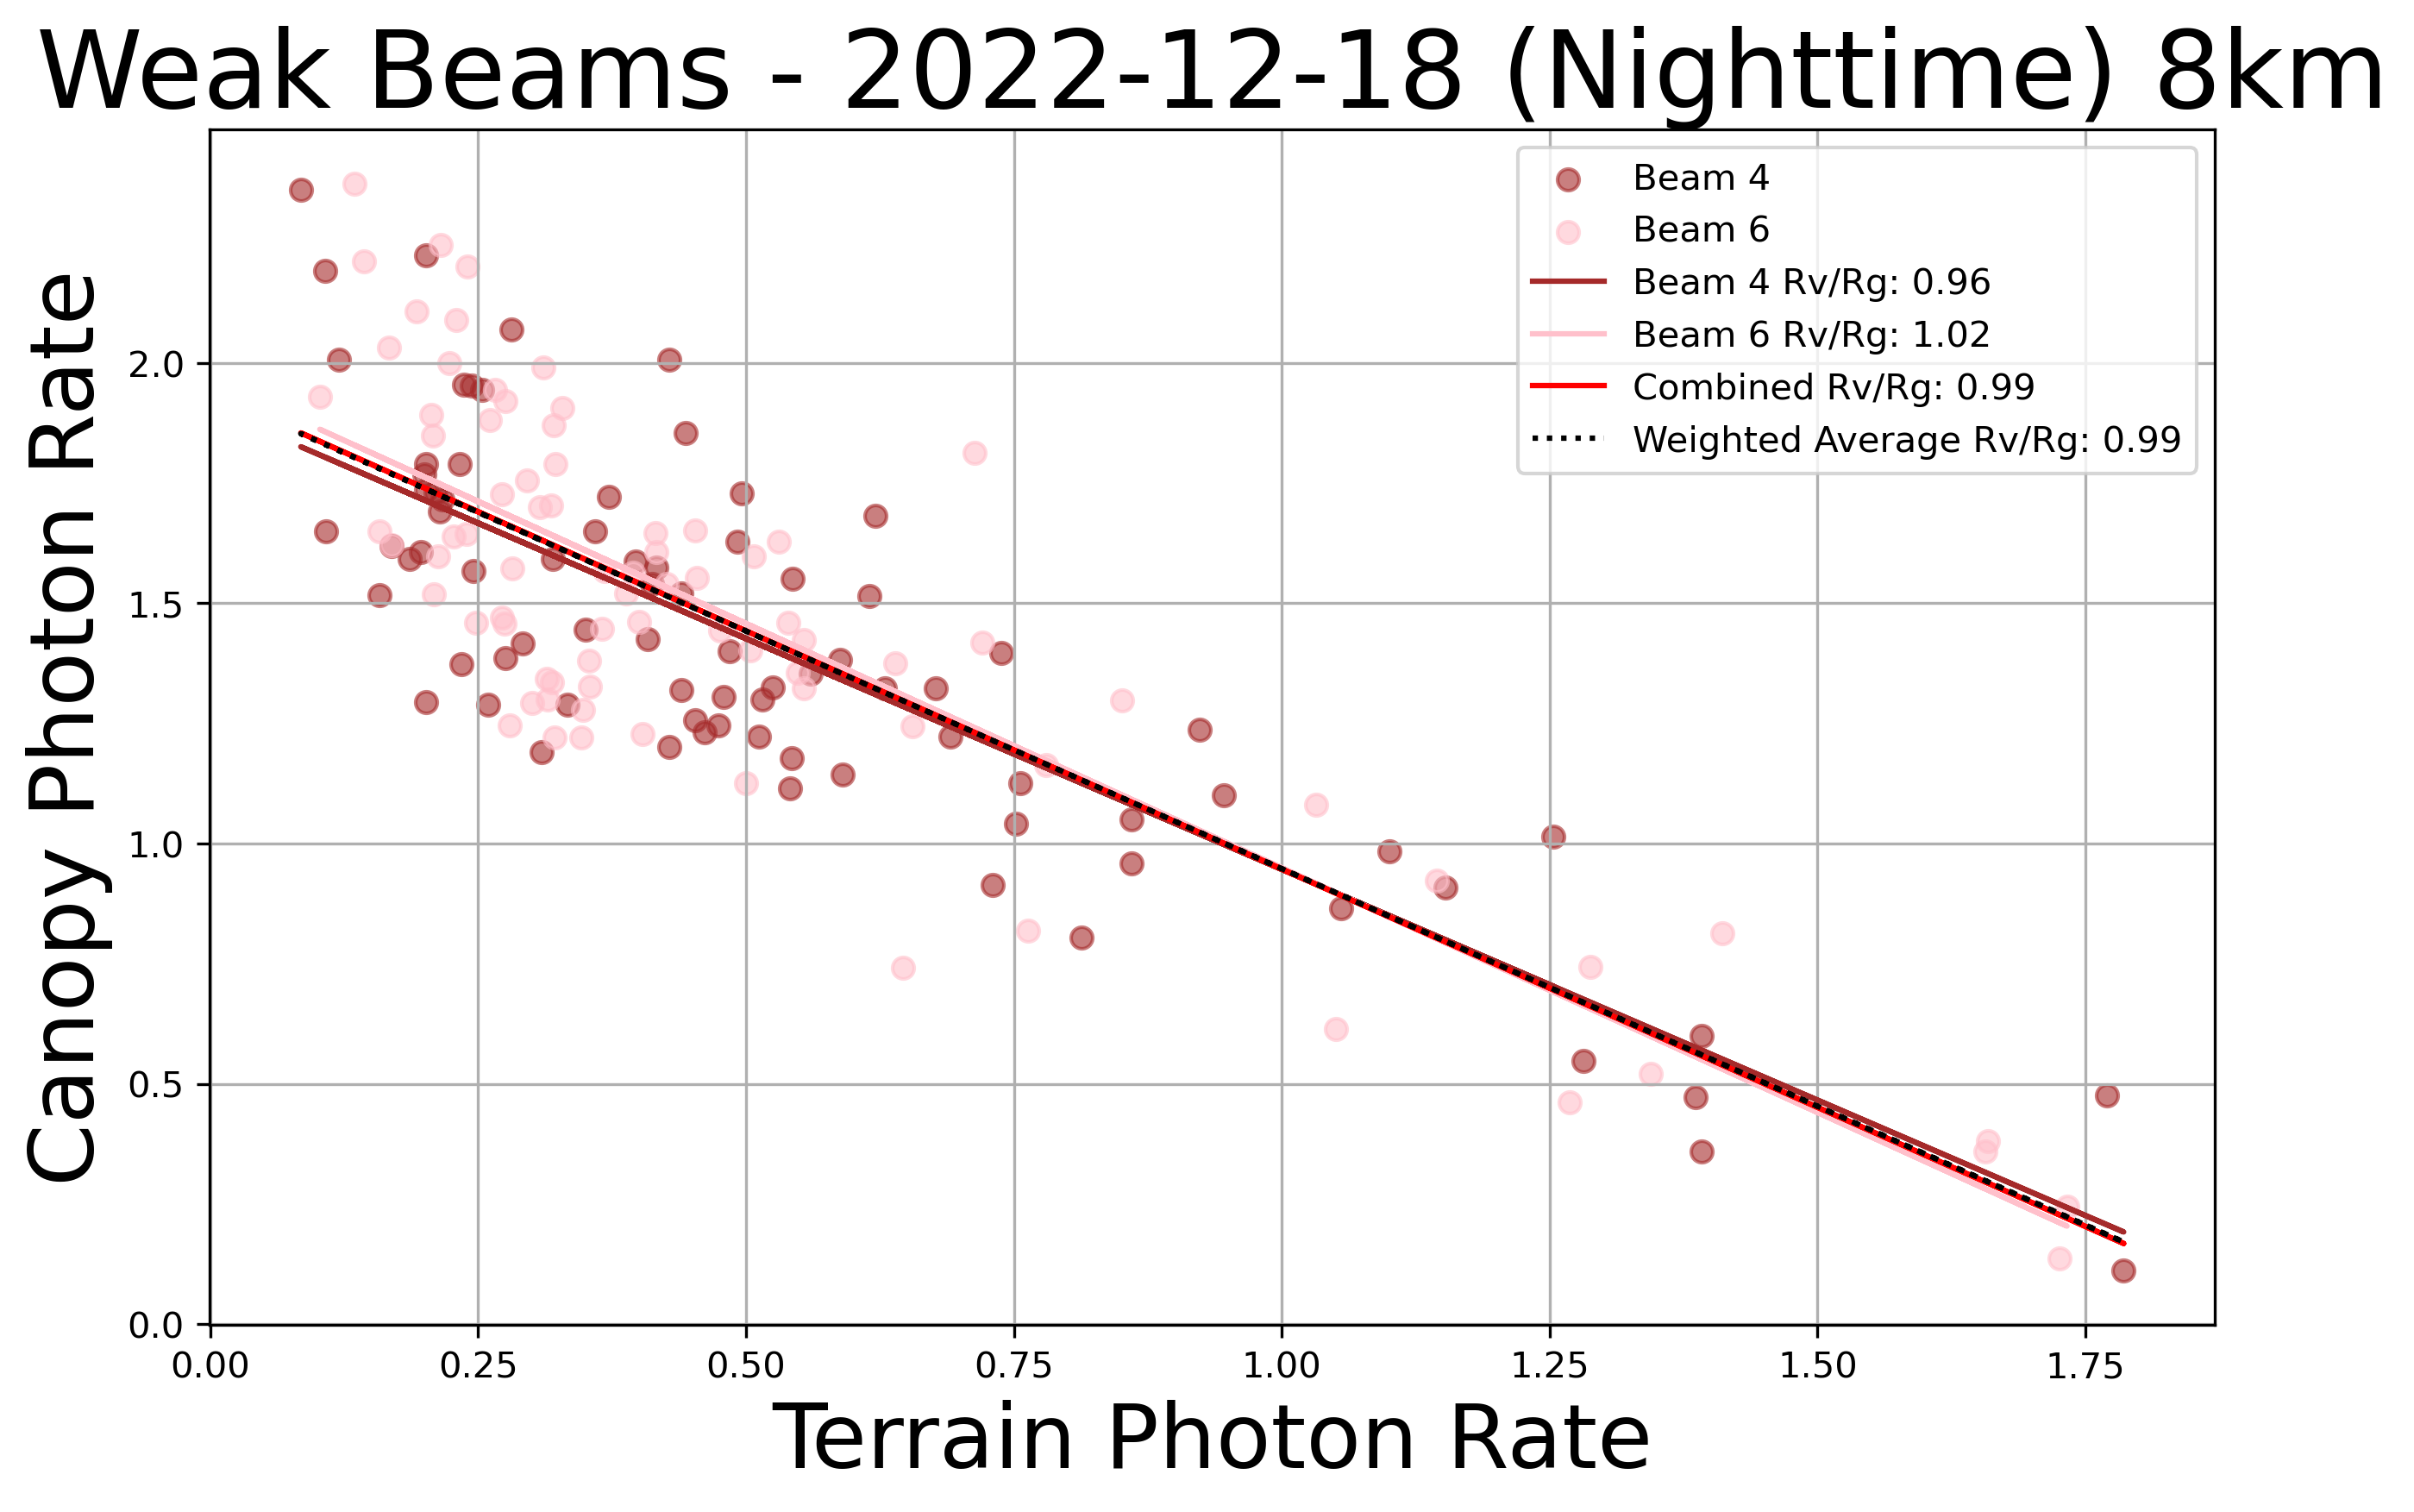 Weak Beams - 2022-12-18 (Nighttime) 8km
Beam 4
Beam 6
Beam 4 Rv/Rg: 0.96
Beam 6 Rv/Rg: 1.02
Combined Rv/Rg: 0.99
Weighted Average Rv/Rg: 0.99
Canopy Photon Rate
2.0
1.5
1.0
0.5
0.0
0.00 0.25 0.50 0.75 1.00 1.25 1.50 1.75
Terrain Photon Rate